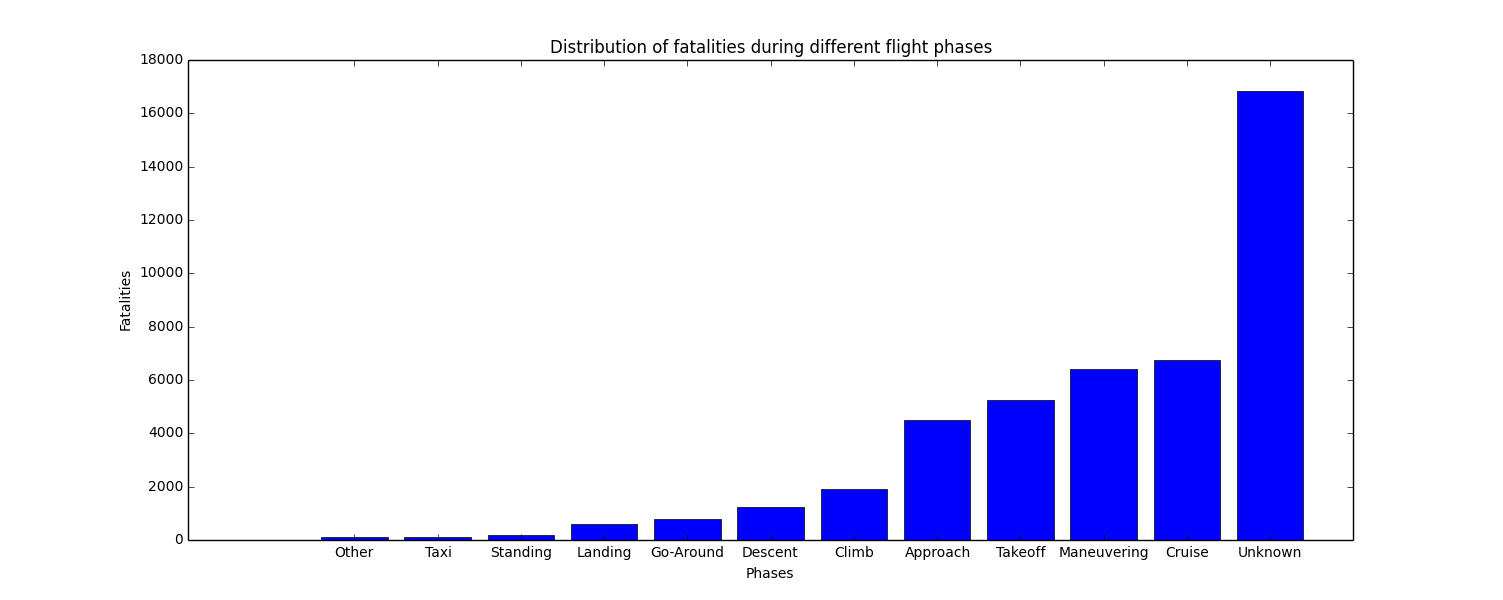 Distribution of fatalities during different flight phases
18000
16000
14000
12000
10000
8000
6000
4000
2000
0
Fatalities
Other Taxi Standing Landing Go-Around Descent Climb Approach Takeoff Maneuvering Cruise Unknown
Phases